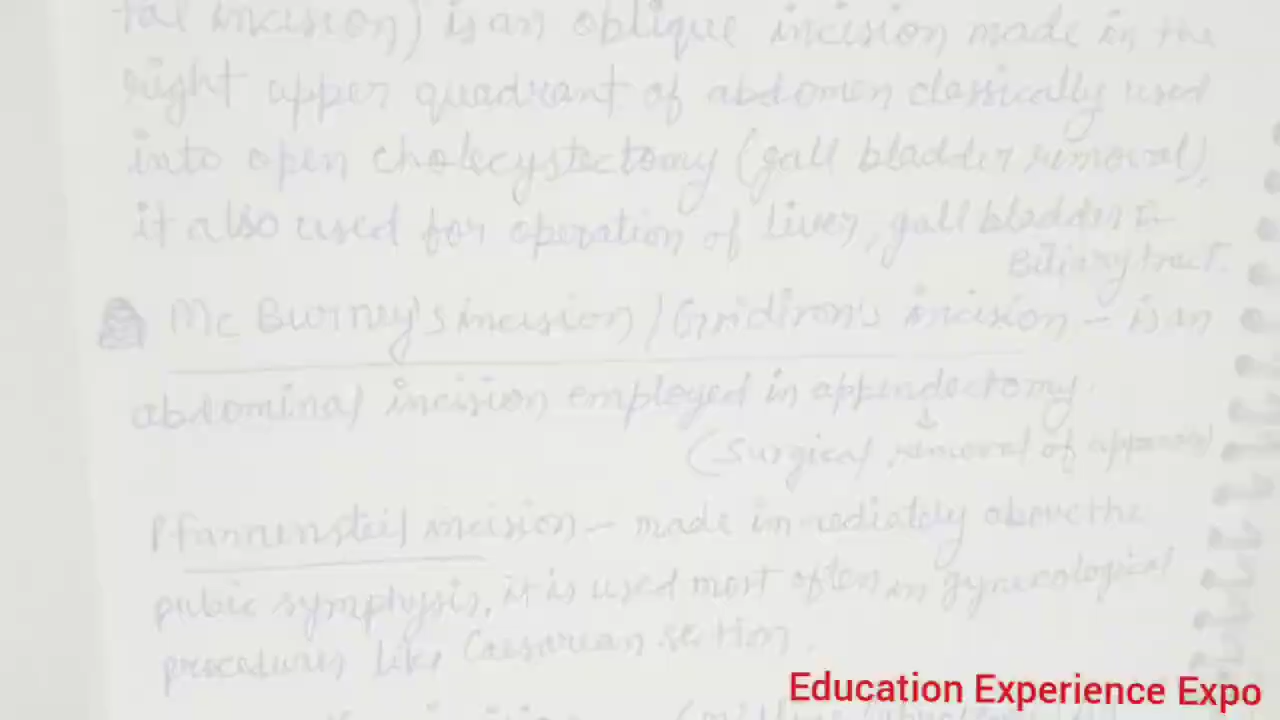 tal incision) is an oblique incision made in the
right upper quadrant of abdomen classically used
into open cholecystectomy (gall bladder removal),
it also used for operation of liver, gall bladder &
Biliary tract.
Mc Burney's incision / Gridiron's incision - is an
abdominal incision employed in appendectomy.
(Surgical removal of
Pfannensteil incision - made immediately above the
pubic symphysis, it is used most often in gynecological
procedures like Caesarean section.
Education Experience Expo